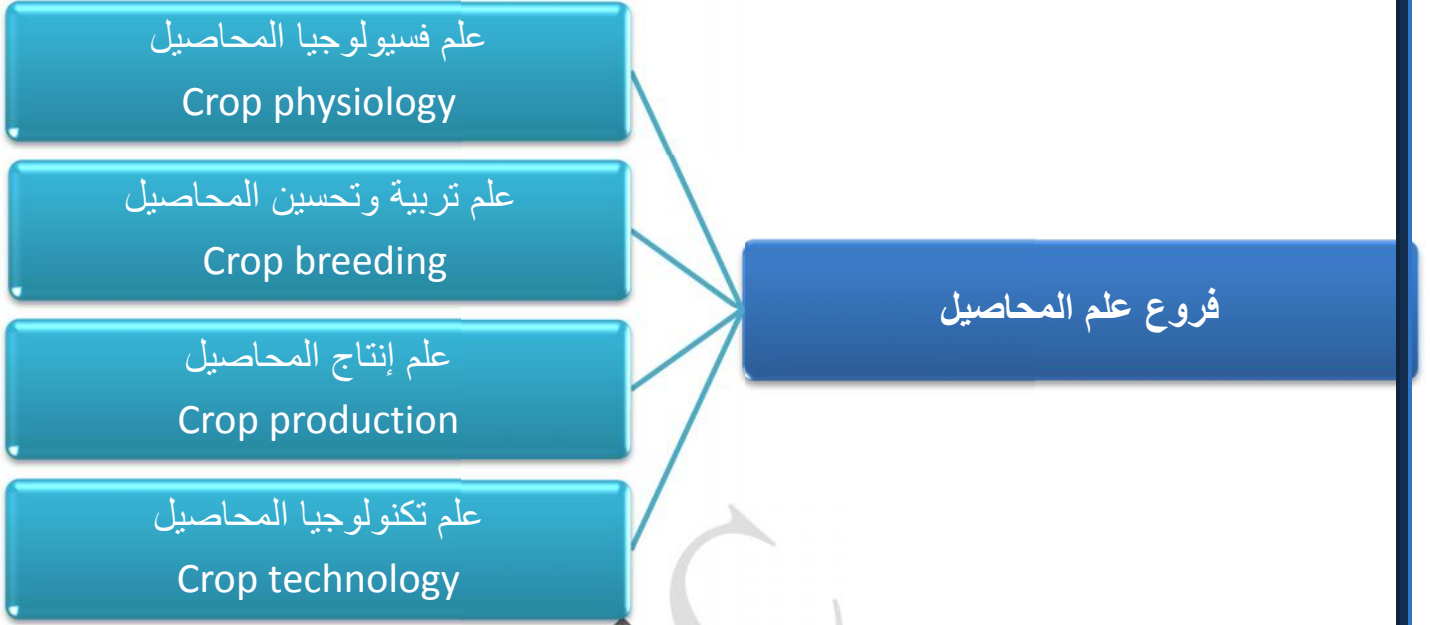 فروع علم المحاصيل
علم فسيولوجيا المحاصيل
Crop physiology
علم تربية وتحسين المحاصيل
Crop breeding
علم إنتاج المحاصيل
Crop production
علم تكنولوجيا المحاصيل
Crop technology